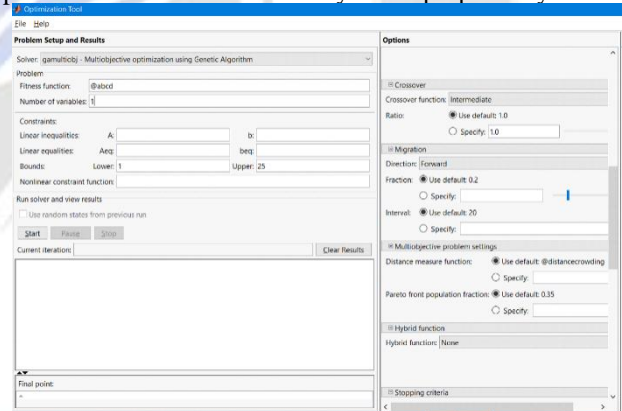 Optimization Tool
File Help
Problem Setup and Results
Solver: gamultiobj - Multiobjective optimization using Genetic Algorithm
Problem
Fitness function: @abcd
Number of variables: 1
Constraints:
Linear inequalities: A: b:
Linear equalities: Aeq: beq:
Bounds: Lower: 1 Upper: 25
Nonlinear constraint function:
Run solver and view results
Use random states from previous run
Start Pause Stop
Current iteration: Clear Results
Final point:
Options
Crossover
Crossover function: Intermediate
Ratio: Use default: 1.0
Specify: 1.0
Migration
Direction: Forward
Fraction: Use default: 0.2
Specify:
Interval: Use default: 20
Specify:
Multiobjective problem settings
Distance measure function: Use default: @distancecrowding
Specify:
Pareto front population fraction: Use default: 0.35
Specify:
Hybrid function
Hybrid function: None
Stopping criteria